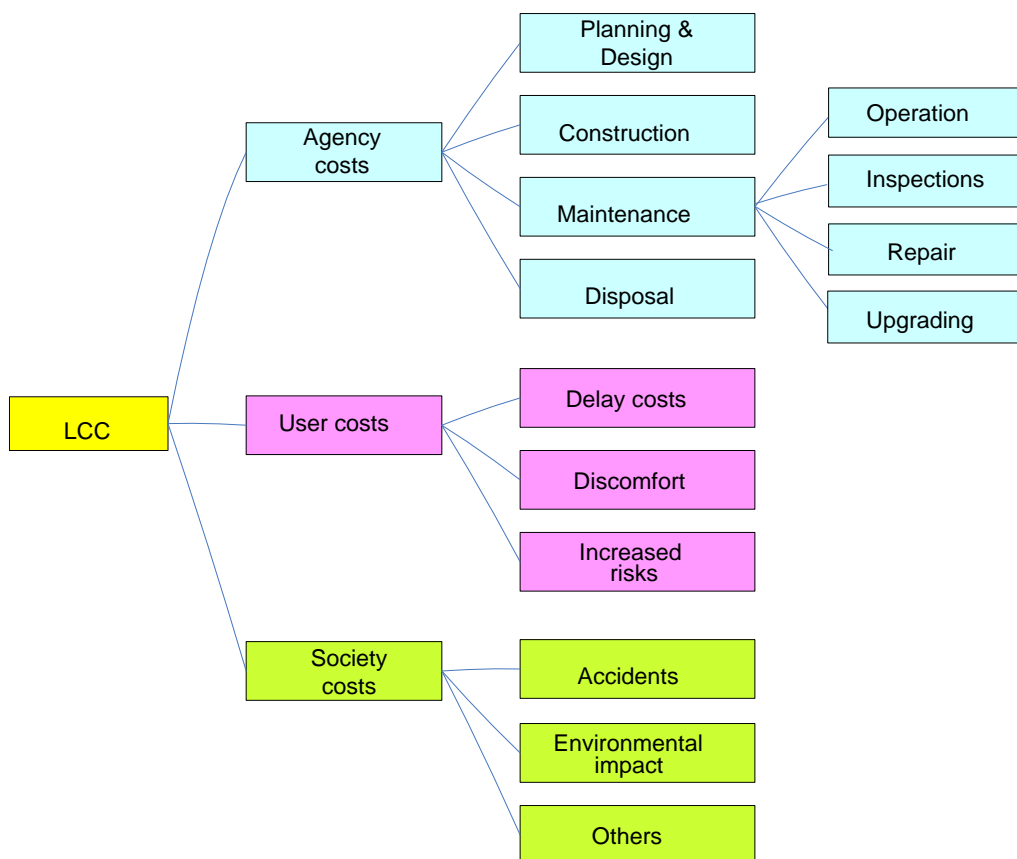 LCC
Agency
costs
Planning &
Design
Construction
Maintenance
Operation
Inspections
Repair
Upgrading
Disposal
User costs
Delay costs
Discomfort
Increased
risks
Society
costs
Accidents
Environmental
impact
Others